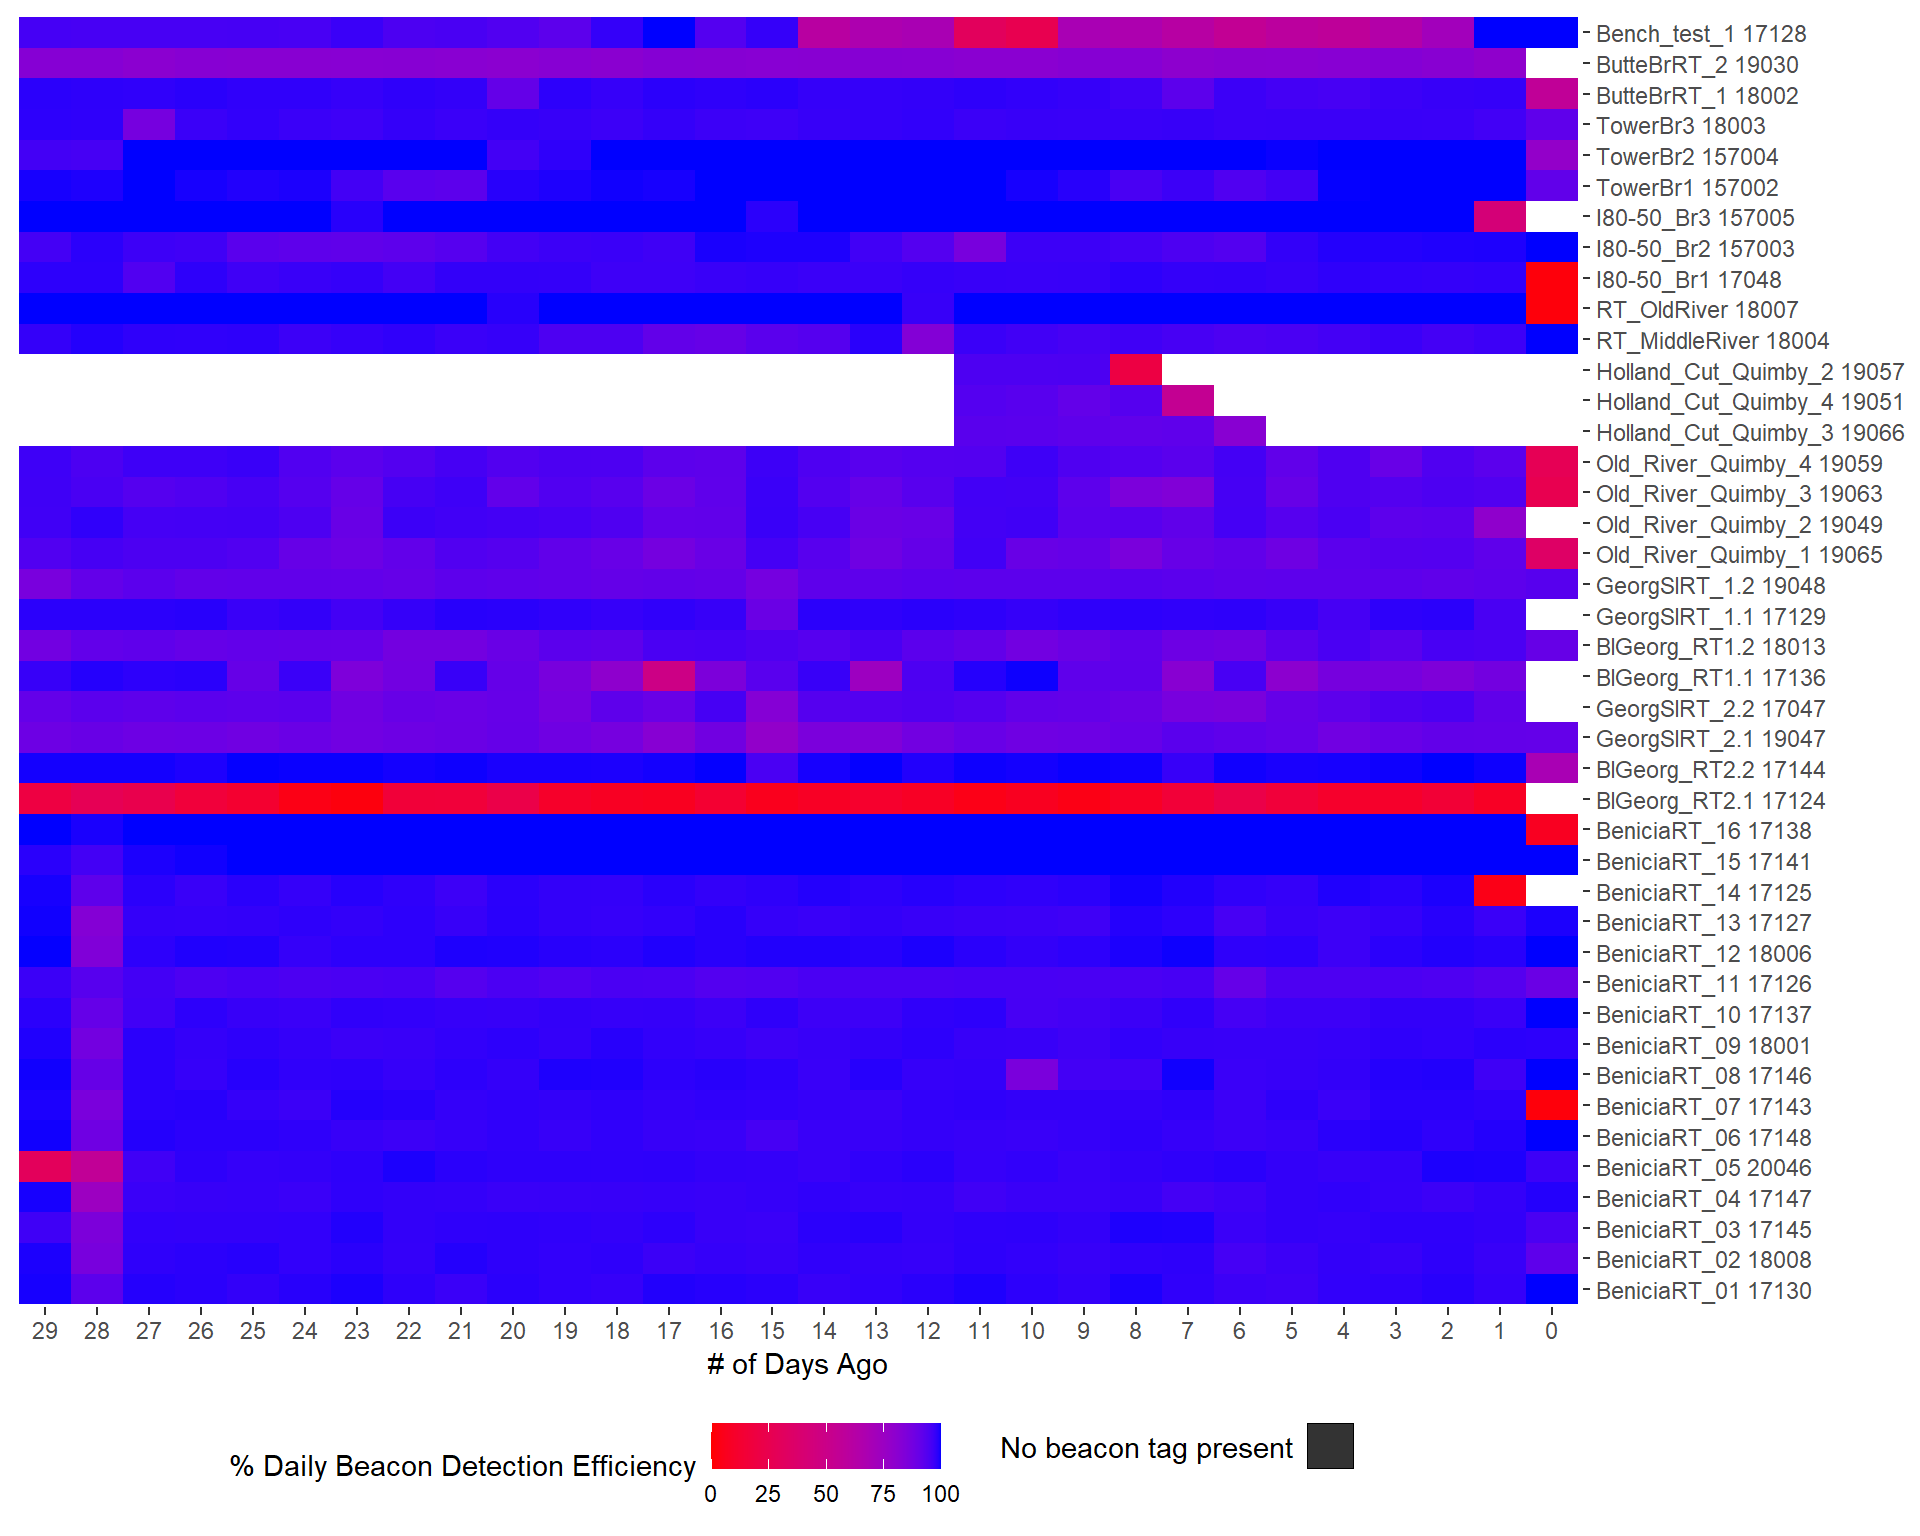 Bench_test_1 17128
ButteBrRT_2 19030
ButteBrRT_1 18002
TowerBr3 18003
TowerBr2 157004
TowerBr1 157002
I80-50_Br3 157005
I80-50_Br2 157003
I80-50_Br1 17048
RT_OldRiver 18007
RT_MiddleRiver 18004
Holland_Cut_Quimby_2 19057
Holland_Cut_Quimby_4 19051
Holland_Cut_Quimby_3 19066
Old_River_Quimby_4 19059
Old_River_Quimby_3 19063
Old_River_Quimby_2 19049
Old_River_Quimby_1 19065
GeorgSlRT_1.2 19048
GeorgSlRT_1.1 17129
BlGeorg_RT1.2 18013
BlGeorg_RT1.1 17136
GeorgSlRT_2.2 17047
GeorgSlRT_2.1 19047
BlGeorg_RT2.2 17144
BlGeorg_RT2.1 17124
BeniciaRT_16 17138
BeniciaRT_15 17141
BeniciaRT_14 17125
BeniciaRT_13 17127
BeniciaRT_12 18006
BeniciaRT_11 17126
BeniciaRT_10 17137
BeniciaRT_09 18001
BeniciaRT_08 17146
BeniciaRT_07 17143
BeniciaRT_06 17148
BeniciaRT_05 20046
BeniciaRT_04 17147
BeniciaRT_03 17145
BeniciaRT_02 18008
BeniciaRT_01 17130
29 28 27 26 25 24 23 22 21 20 19 18 17 16 15 14 13 12 11 10 9 8 7 6 5 4 3 2 1 0
# of Days Ago
% Daily Beacon Detection Efficiency
0 25 50 75 100
No beacon tag present